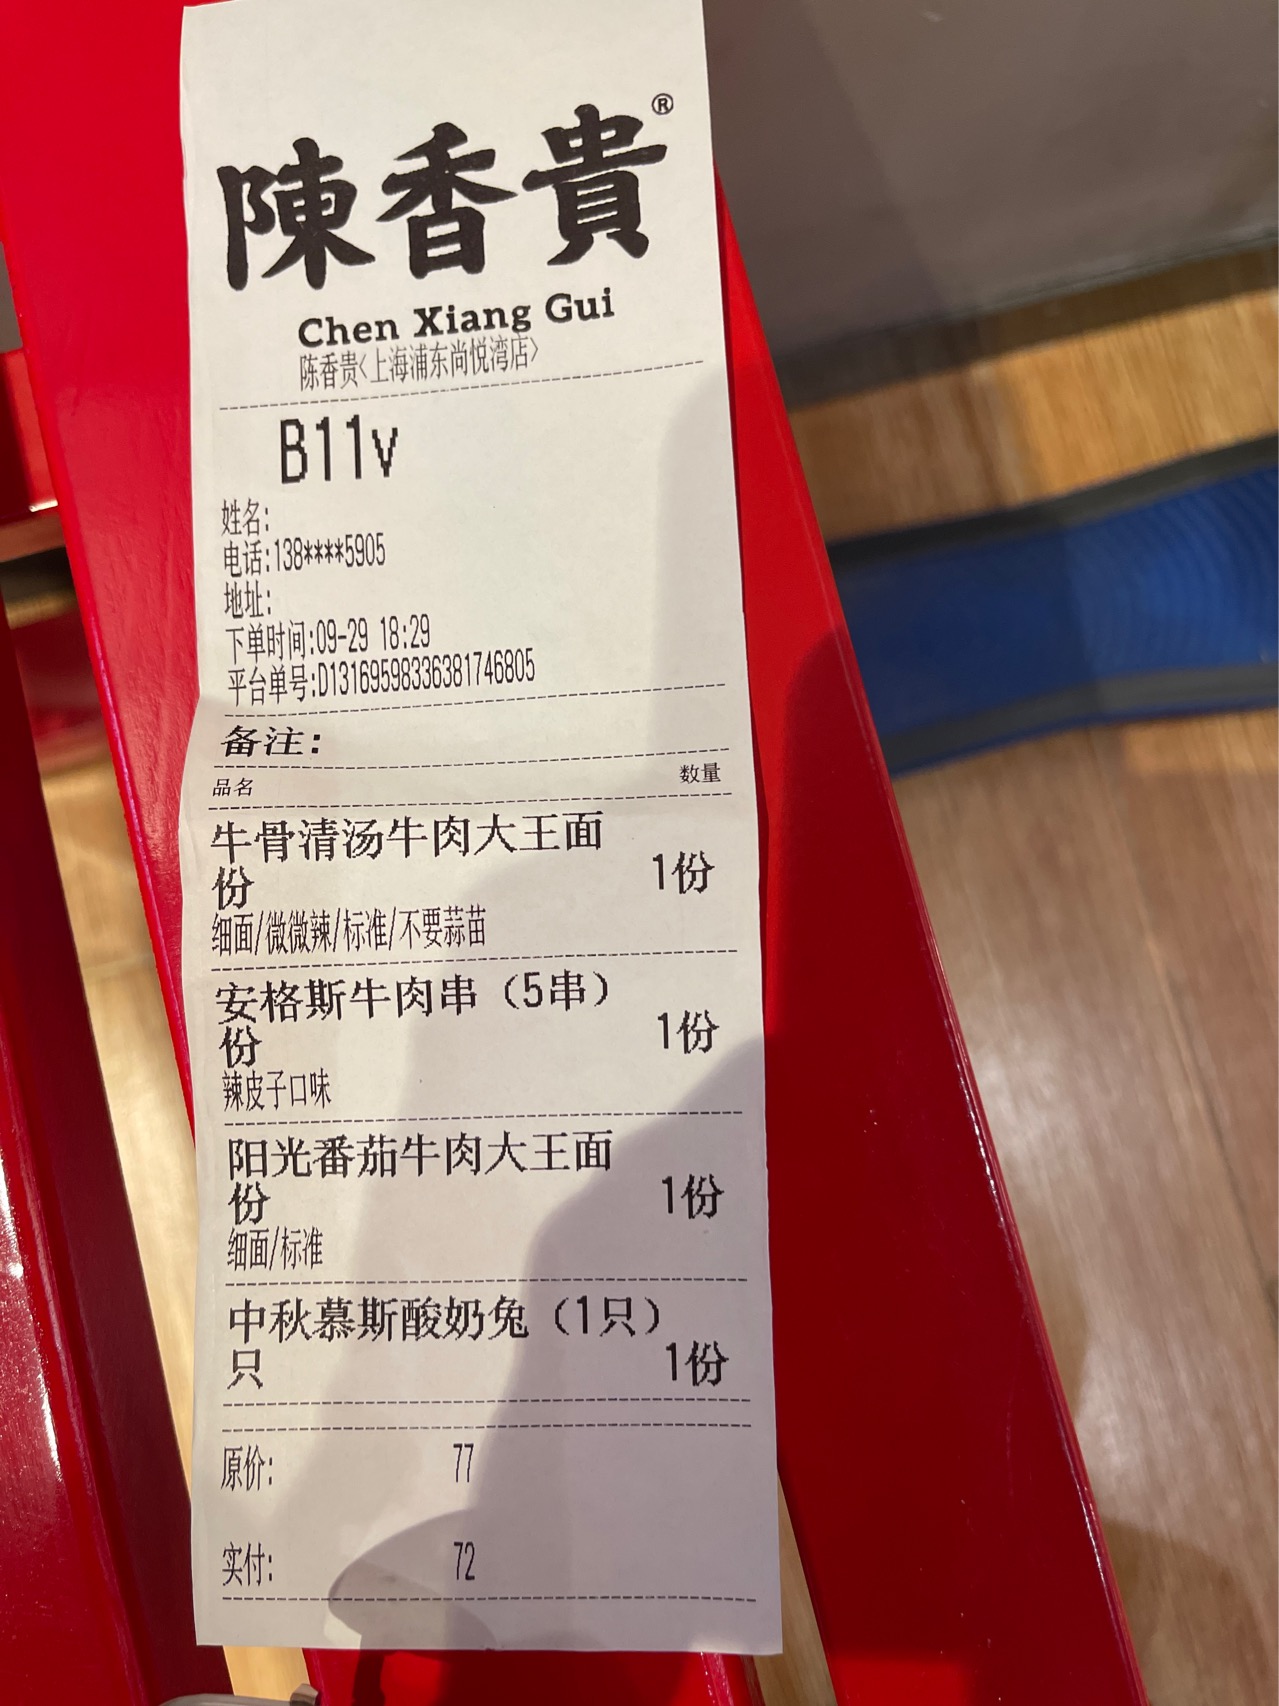 陳香貴®
Chen Xiang Gui
陈香贵<上海浦东尚悦湾店>
B11v
姓名:
电话:138****5905
地址:
下单时间:09-29 18:29
平台单号:D13169598336381746805
备注:
品名 数量
牛骨清汤牛肉大王面
份 1份
细面/微微辣/标准/不要蒜苗
安格斯牛肉串（5串）
份 1份
辣皮子口味
阳光番茄牛肉大王面
份 1份
细面/标准
中秋慕斯酸奶兔（1只）
只 1份
原价: 77
实付: 72